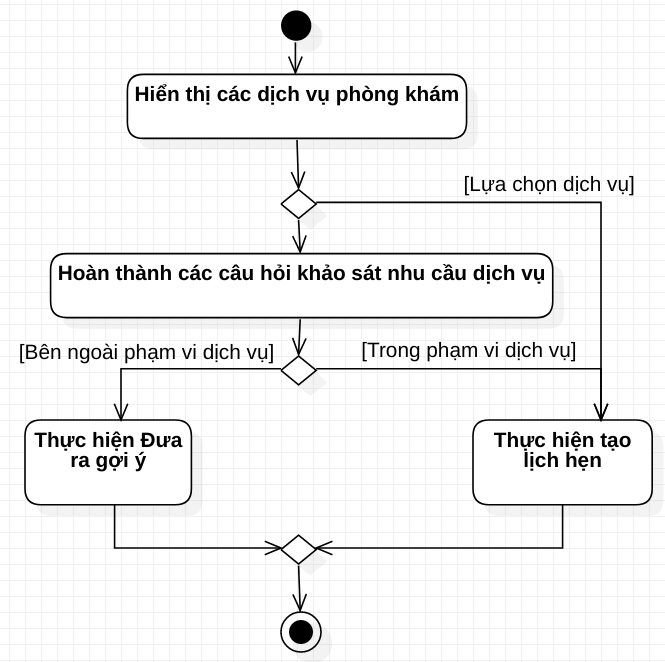 Hiển thị các dịch vụ phòng khám
[Lựa chọn dịch vụ]
Hoàn thành các câu hỏi khảo sát nhu cầu dịch vụ
[Bên ngoài phạm vi dịch vụ]
[Trong phạm vi dịch vụ]
Thực hiện Đưa
ra gợi ý
Thực hiện tạo
lịch hẹn